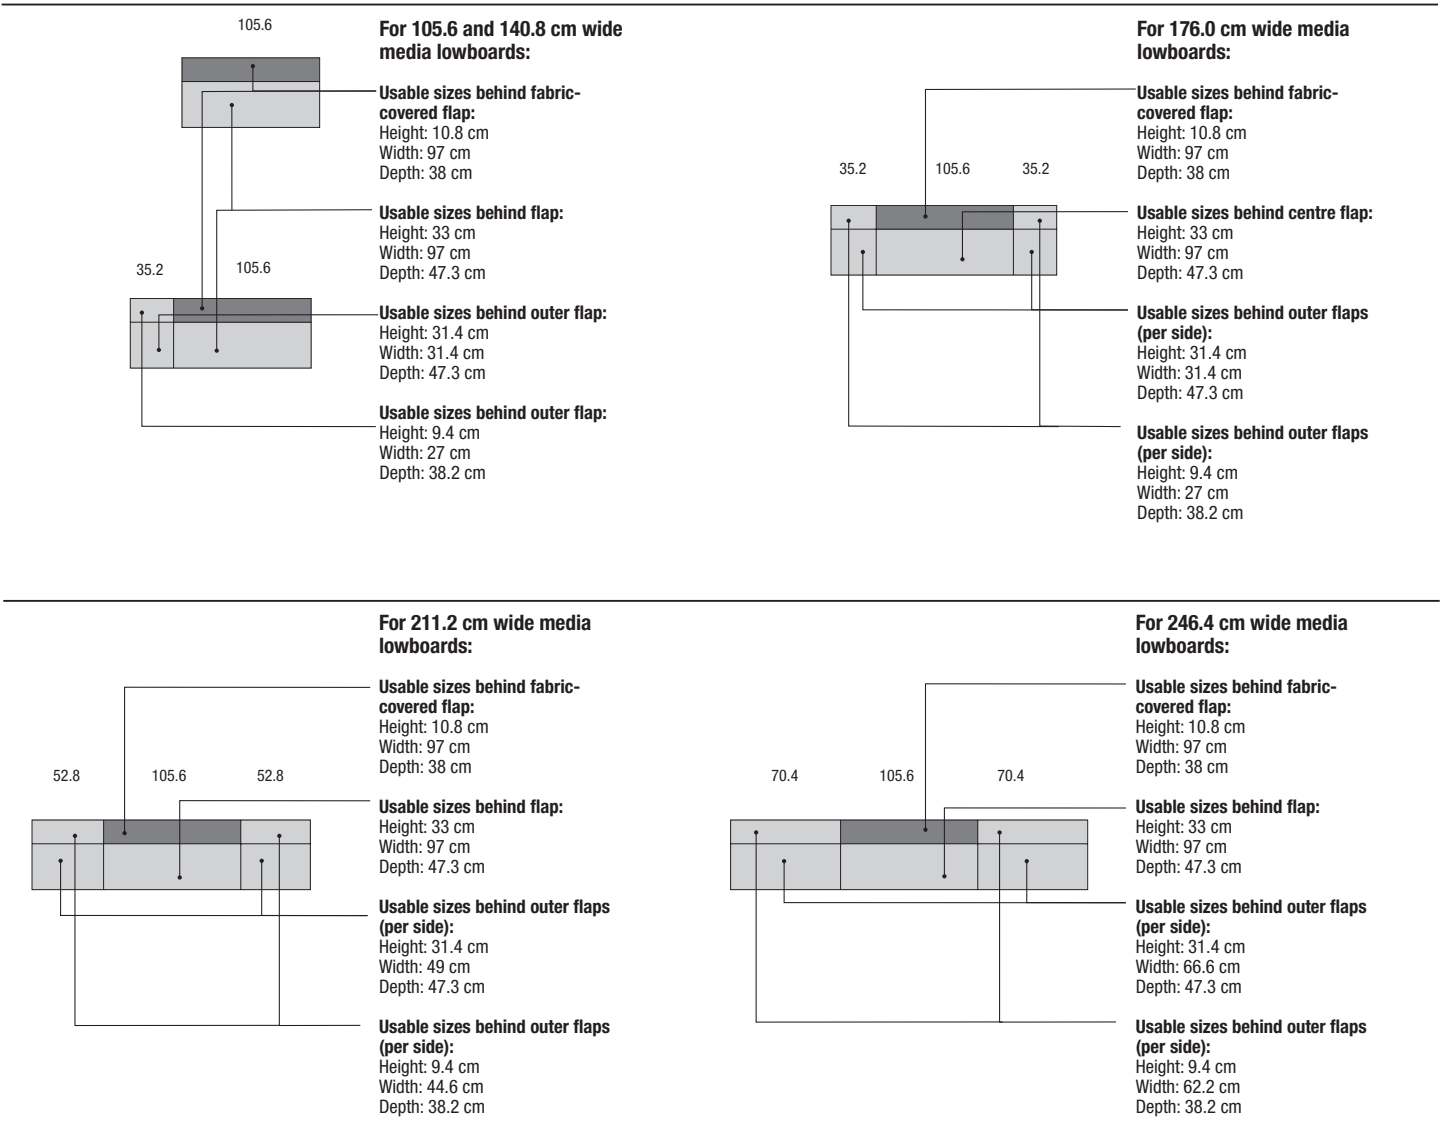 105.6
35.2
105.6
For 105.6 and 140.8 cm wide
media lowboards:
Usable sizes behind fabric-
covered flap:
Height: 10.8 cm
Width: 97 cm
Depth: 38 cm
Usable sizes behind flap:
Height: 33 cm
Width: 97 cm
Depth: 47.3 cm
Usable sizes behind outer flap:
Height: 31.4 cm
Width: 31.4 cm
Depth: 47.3 cm
Usable sizes behind outer flap:
Height: 9.4 cm
Width: 27 cm
Depth: 38.2 cm
35.2
105.6
35.2
For 176.0 cm wide media
lowboards:
Usable sizes behind fabric-
covered flap:
Height: 10.8 cm
Width: 97 cm
Depth: 38 cm
Usable sizes behind centre flap:
Height: 33 cm
Width: 97 cm
Depth: 47.3 cm
Usable sizes behind outer flaps
(per side):
Height: 31.4 cm
Width: 31.4 cm
Depth: 47.3 cm
Usable sizes behind outer flaps
(per side):
Height: 9.4 cm
Width: 27 cm
Depth: 38.2 cm
52.8
105.6
52.8
For 211.2 cm wide media
lowboards:
Usable sizes behind fabric-
covered flap:
Height: 10.8 cm
Width: 97 cm
Depth: 38 cm
Usable sizes behind flap:
Height: 33 cm
Width: 97 cm
Depth: 47.3 cm
Usable sizes behind outer flaps
(per side):
Height: 31.4 cm
Width: 49 cm
Depth: 47.3 cm
Usable sizes behind outer flaps
(per side):
Height: 9.4 cm
Width: 44.6 cm
Depth: 38.2 cm
70.4
105.6
70.4
For 246.4 cm wide media
lowboards:
Usable sizes behind fabric-
covered flap:
Height: 10.8 cm
Width: 97 cm
Depth: 38 cm
Usable sizes behind flap:
Height: 33 cm
Width: 97 cm
Depth: 47.3 cm
Usable sizes behind outer flaps
(per side):
Height: 31.4 cm
Width: 66.6 cm
Depth: 47.3 cm
Usable sizes behind outer flaps
(per side):
Height: 9.4 cm
Width: 62.2 cm
Depth: 38.2 cm